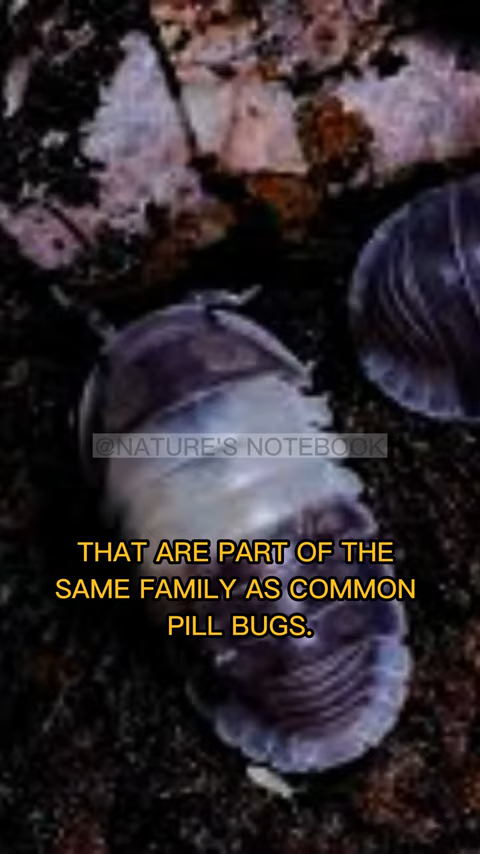 @NATURE'S NOTEBOOK
THAT ARE PART OF THE
SAME FAMILY AS COMMON
PILL BUGS.